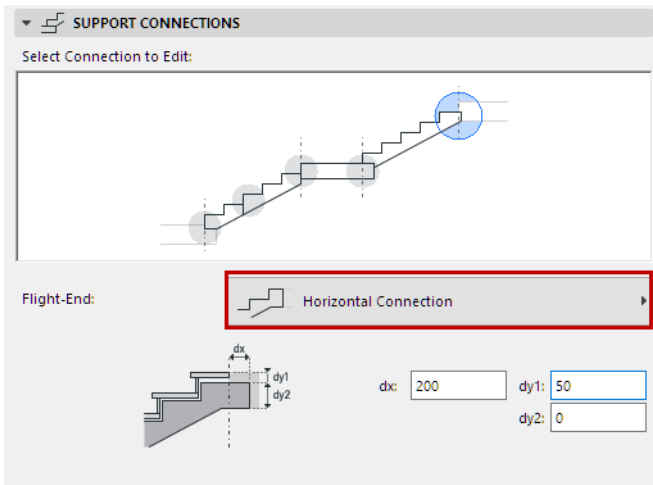 SUPPORT CONNECTIONS
Select Connection to Edit:
Flight-End:
Horizontal Connection
dx
dy1
dy2
dx: 200
dy1: 50
dy2: 0